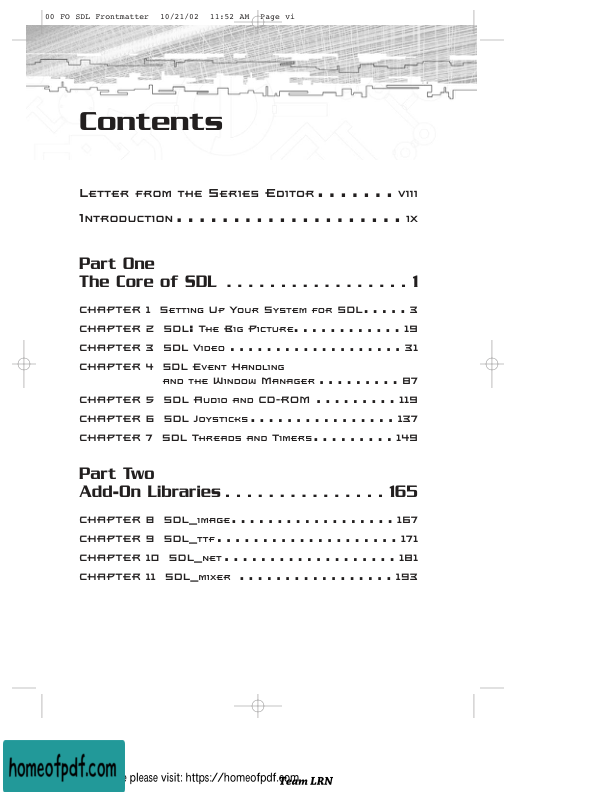 00 FO SDL Frontmatter 10/21/02 11:52 AM Page vi
Contents
Letter from the Series Editor . . . . . . . viii
Introduction . . . . . . . . . . . . . . . . . . . . ix
Part One
The Core of SDL . . . . . . . . . . . . . . 1
CHAPTER 1 Setting Up Your System for SDL . . . . . 3
CHAPTER 2 SDL: The Big Picture . . . . . . . . . . . . 19
CHAPTER 3 SDL Video . . . . . . . . . . . . . . . . . . . 31
CHAPTER 4 SDL Event Handling
and the Window Manager . . . . . . . . . 87
CHAPTER 5 SDL Audio and CD-ROM . . . . . . . . . 119
CHAPTER 6 SDL Joysticks . . . . . . . . . . . . . . . . 137
CHAPTER 7 SDL Threads and Timers . . . . . . . . . 149
Part Two
Add-On Libraries . . . . . . . . . . . . . 165
CHAPTER 8 SDL_image . . . . . . . . . . . . . . . . . . 167
CHAPTER 9 SDL_ttf . . . . . . . . . . . . . . . . . . . . 171
CHAPTER 10 SDL_net . . . . . . . . . . . . . . . . . . . 181
CHAPTER 11 SDL_mixer . . . . . . . . . . . . . . . . . 193
homeofpdf.com
please visit: https://homeofpdf.com
Team LRN